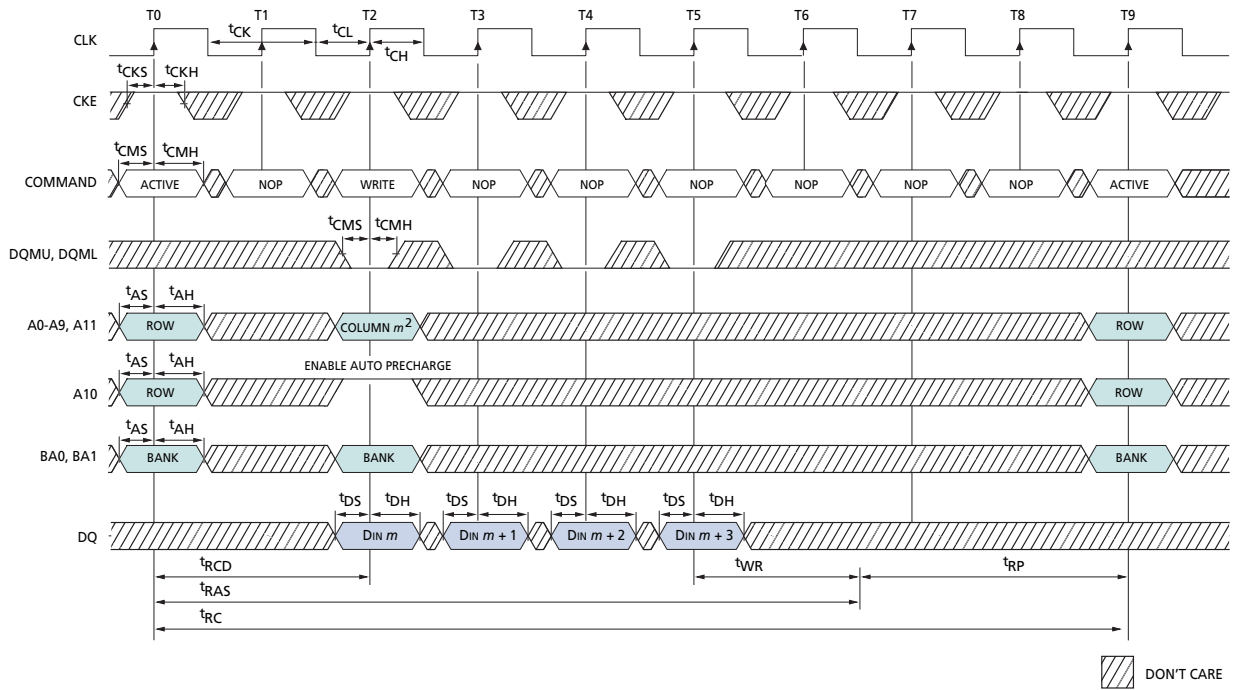 T0 T1 T2 T3 T4 T5 T6 T7 T8 T9
CLK
tCK tCL
tCH
tCKS tCKH
CKE
tCMS tCMH
COMMAND ACTIVE NOP WRITE NOP NOP NOP NOP NOP NOP ACTIVE
tCMS tCMH
DQMU, DQML
tAS tAH
A0-A9, A11 ROW COLUMN m2 ROW
ENABLE AUTO PRECHARGE
tAS tAH
A10 ROW ROW
tAS tAH
BA0, BA1 BANK BANK BANK
tDS tDH tDS tDH tDS tDH tDS tDH
DQ DIN m DIN m + 1 DIN m + 2 DIN m + 3
tRCD tWR tRP
tRAS
tRC
DON'T CARE